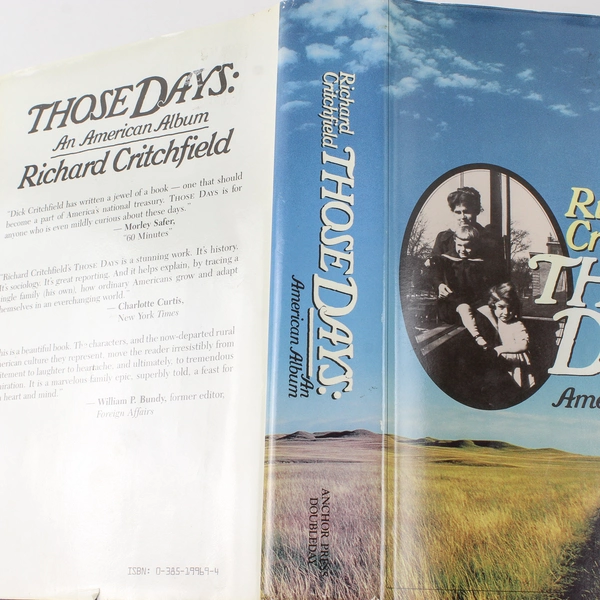 THOSE DAYS:
An American Album
Richard Critchfield
"Dick Critchfield has written a jewel of a book — one that should
become a part of America's national treasury. THOSE DAYS is for
anyone who is even mildly curious about these days."
— Morley Safer,
"60 Minutes"
"Richard Critchfield's THOSE DAYS is a stunning work. It's history.
It's sociology. It's great reporting. And it helps explain, by tracing a
single family (his own), how ordinary Americans grow and adapt
themselves in an everchanging world."
— Charlotte Curtis,
New York Times
This is a beautiful book. The characters, and the now-departed rural
American culture they represent, move the reader irresistibly from
excitement to laughter to heartache, and ultimately, to tremendous
admiration. It is a marvelous family epic, superbly told, a feast for
heart and mind."
— William P. Bundy, former editor,
Foreign Affairs
ISBN: 0-385-19969-4
Richard
Critchfield
THOSE DAYS:
An
American Album
ANCHOR PRESS
DOUBLEDAY
Ri
Cr
TH
D
Ame